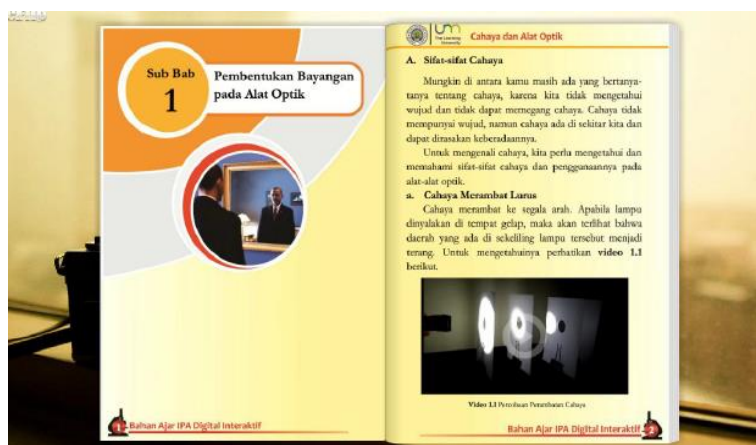 Sub Bab
1
Pembentukan Bayangan
pada Alat Optik
1 Bahan Ajar IPA Digital Interaktif
um
The Learning
University
Cahaya dan Alat Optik
A. Sifat-sifat Cahaya
Mungkin di antara kamu masih ada yang bertanya-
tanya tentang cahaya, karena kita tidak mengetahui
wujud dan tidak dapat memegang cahaya. Cahaya tidak
mempunyai wujud, namun cahaya ada di sekitar kita dan
dapat dirasakan keberadaannya.
Untuk mengenali cahaya, kita perlu mengetahui dan
memahami sifat-sifat cahaya dan penggunaannya pada
alat-alat optik.
a. Cahaya Merambat Lurus
Cahaya merambat ke segala arah. Apabila lampu
dinyalakan di tempat gelap, maka akan terlihat bahwa
daerah yang ada di sekeliling lampu tersebut menjadi
terang. Untuk mengetahuinya perhatikan video 1.1
berikut.
Video 1.1 Percobaan Perambatan Cahaya
Bahan Ajar IPA Digital Interaktif 2